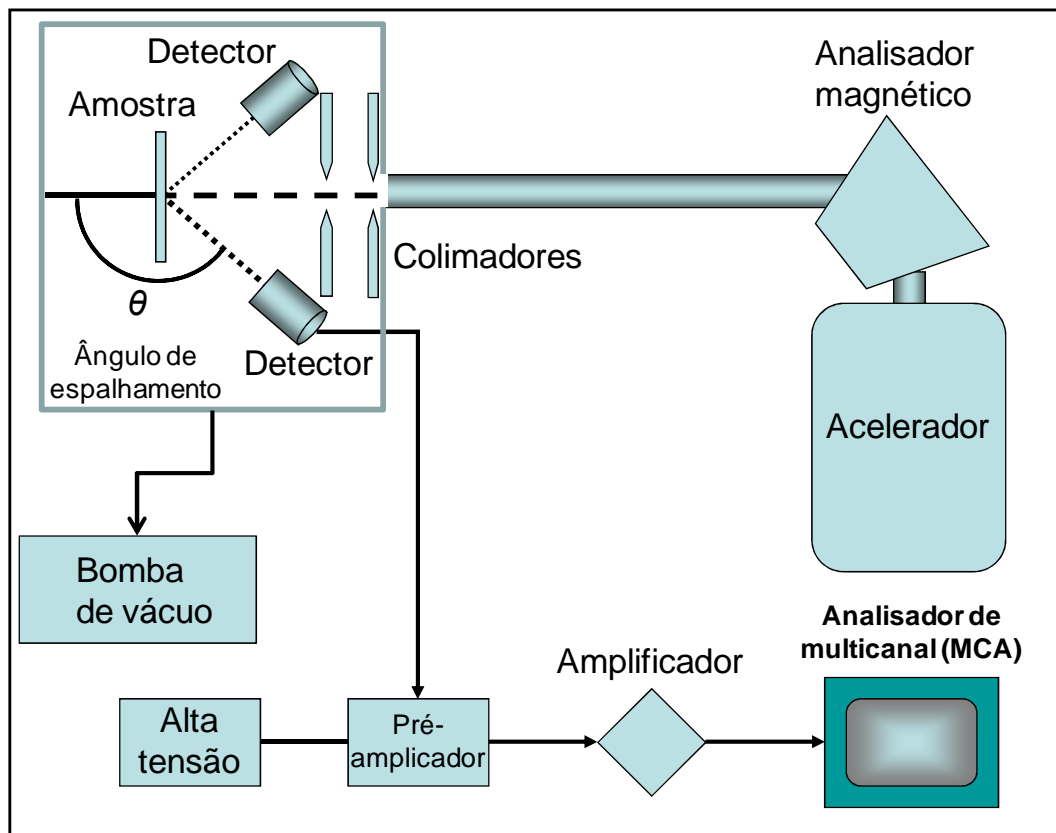 Detector
Amostra
Analisador
magnético
Colimadores
θ
Ângulo de
espalhamento
Detector
Acelerador
Bomba
de vácuo
Analisador de
multicanal (MCA)
Amplificador
Alta
tensão
Pré-
amplicador